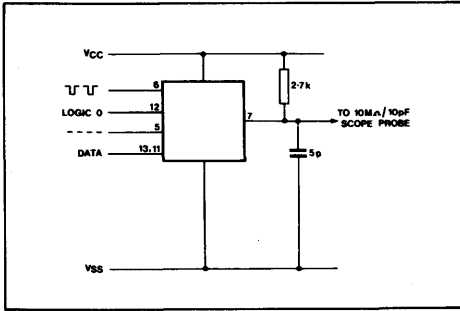 VCC
6
2·7k
LOGIC 0
12
7
TO 10MΩ/10pF
SCOPE PROBE
5
5p
DATA
13,11
VSS